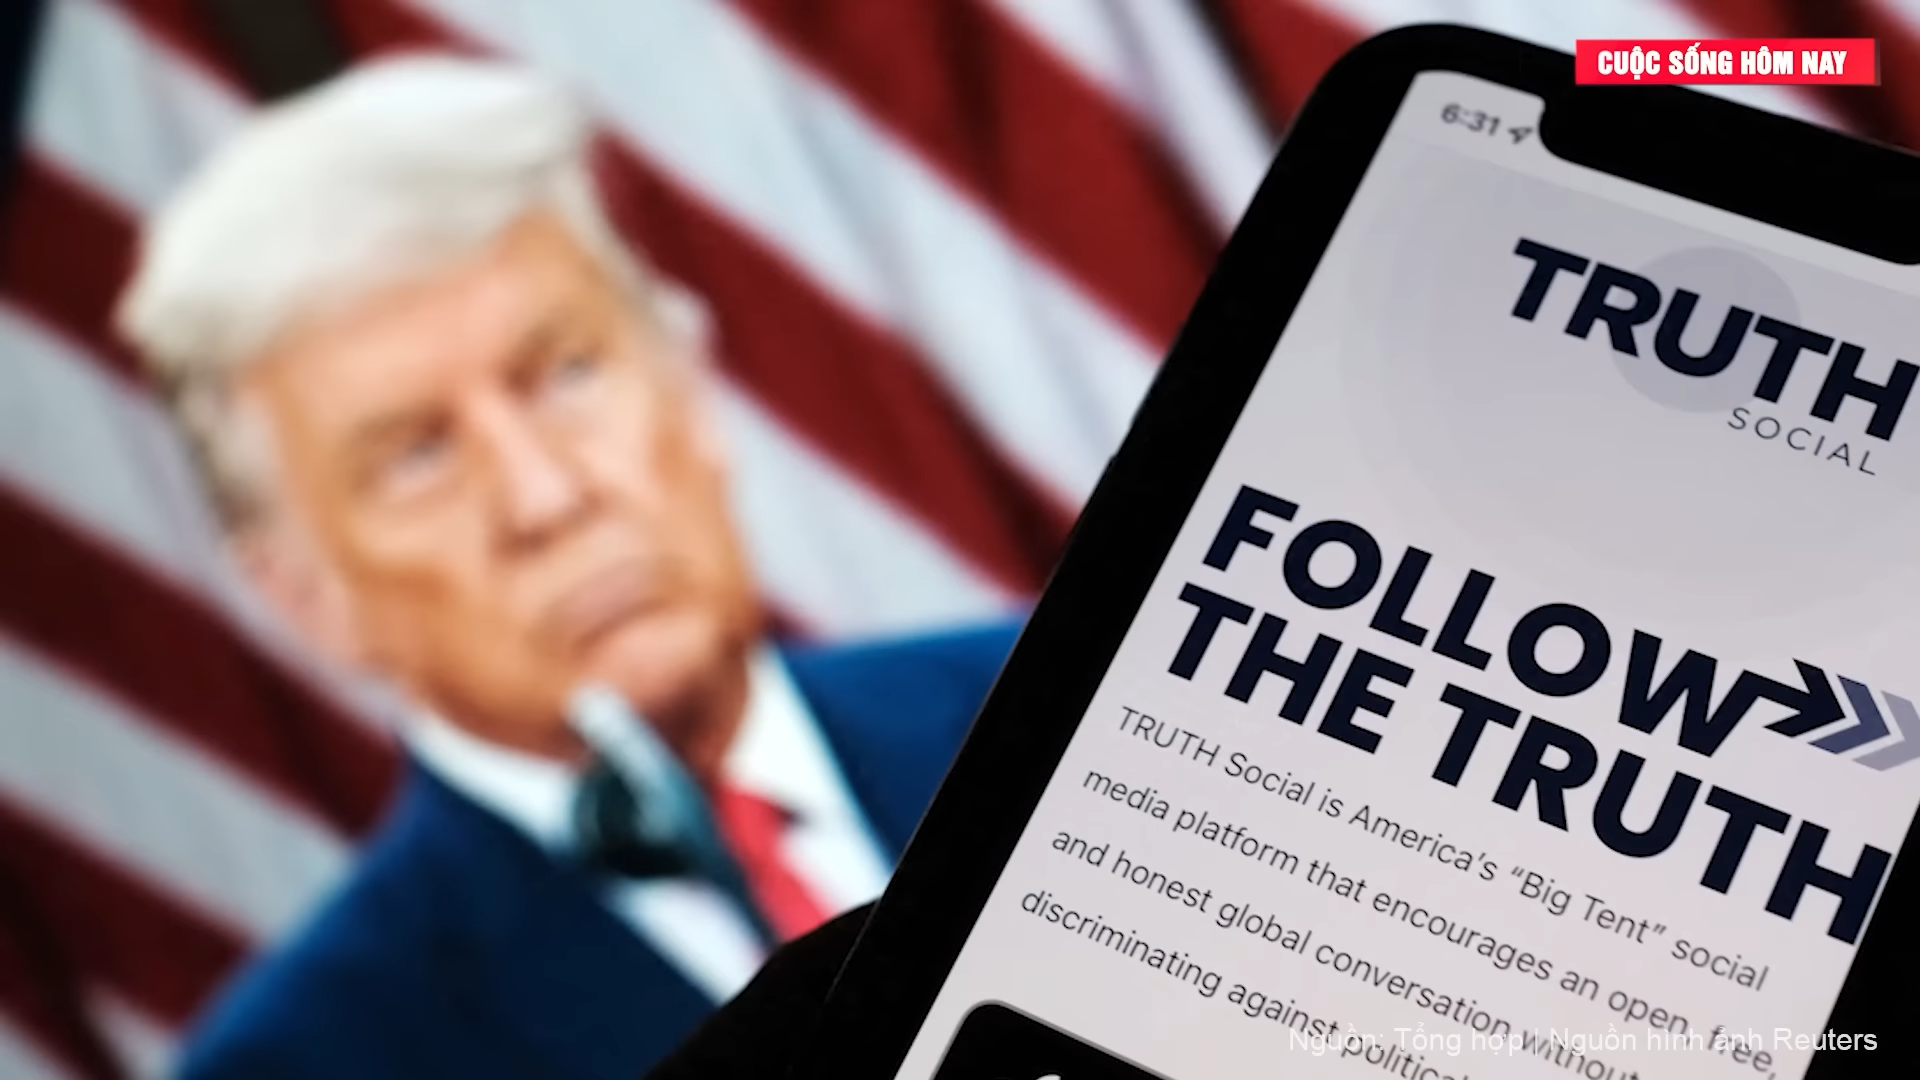 CUỘC SỐNG HÔM NAY
6:31
TRUTH
SOCIAL
FOLLOW
THE TRUTH
TRUTH Social is America's “Big Tent” social
media platform that encourages an open, free,
and honest global conversation without
discriminating against political
Nguồn: Tổng hợp | Nguồn hình ảnh Reuters